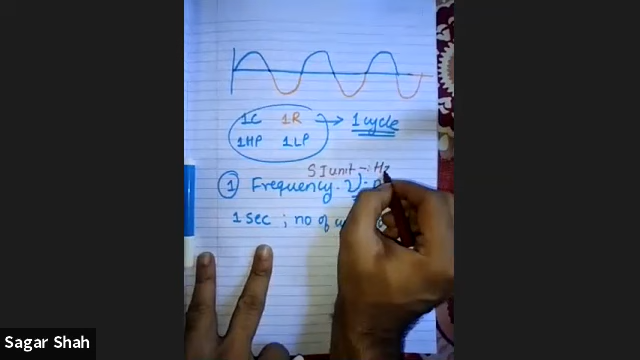 1C 1R → 1 cycle
1HP 1LP
SI unit -: Hz
1 Frequency. ν:
1 sec ; no of
Sagar Shah